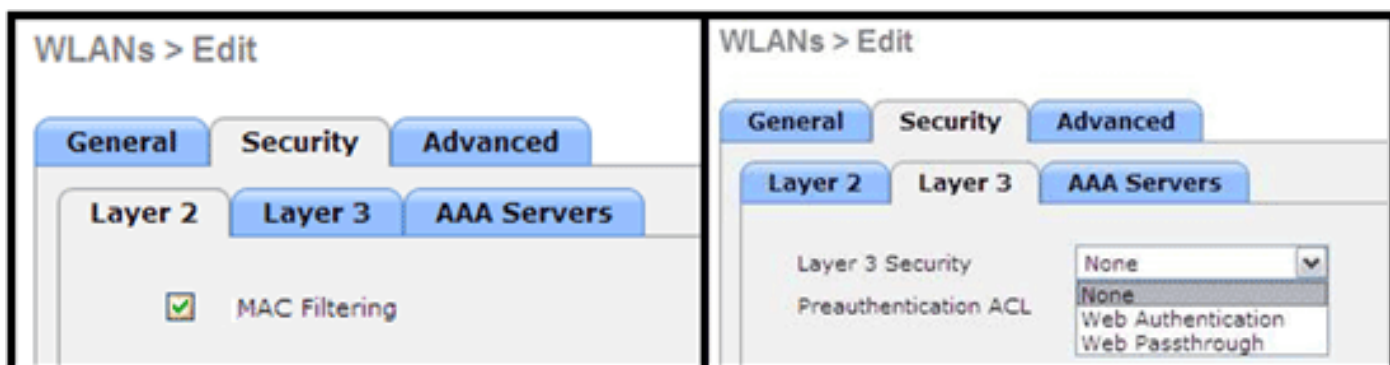 WLANs > Edit
General Security Advanced
Layer 2 Layer 3 AAA Servers
MAC Filtering
WLANs > Edit
General Security Advanced
Layer 2 Layer 3 AAA Servers
Layer 3 Security None
Preauthentication ACL None
Web Authentication
Web Passthrough